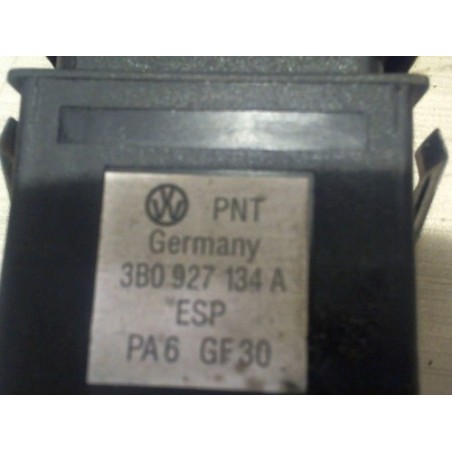 PNT
Germany
3B0 927 134 A
ESP
PA6 GF30